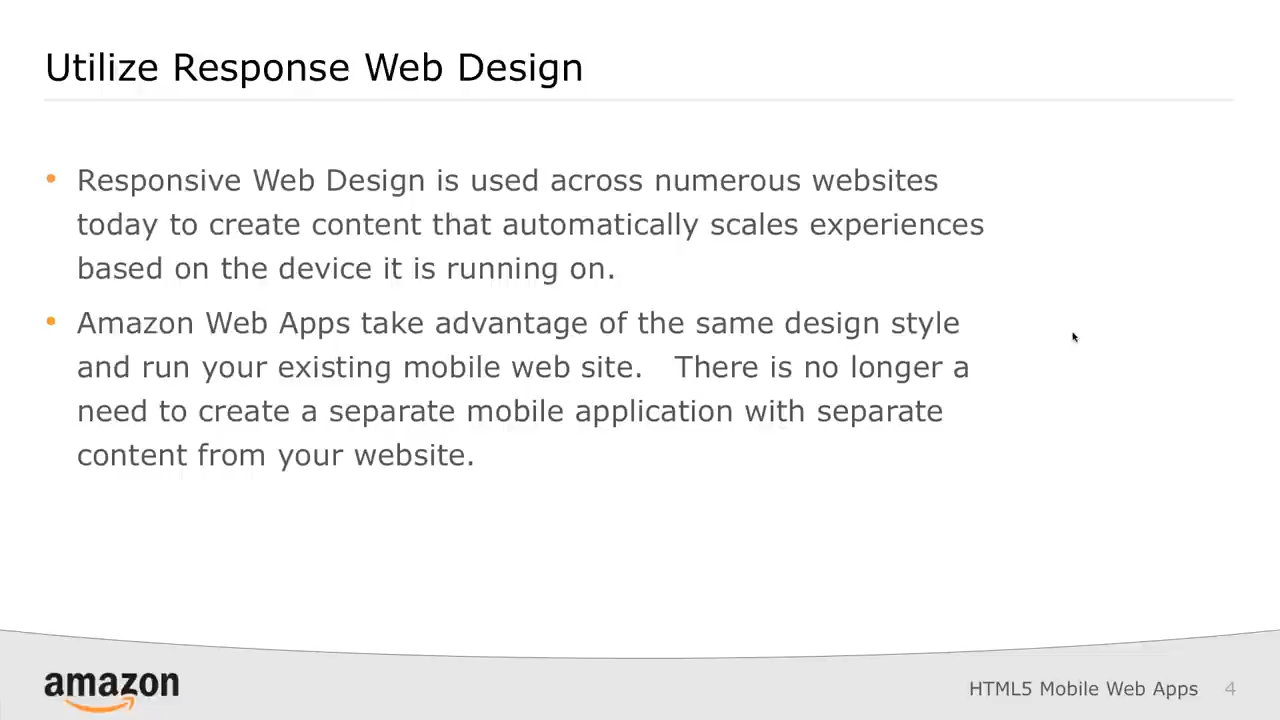 Utilize Response Web Design
• Responsive Web Design is used across numerous websites
today to create content that automatically scales experiences
based on the device it is running on.
• Amazon Web Apps take advantage of the same design style
and run your existing mobile web site.   There is no longer a
need to create a separate mobile application with separate
content from your website.
amazon
HTML5 Mobile Web Apps 4